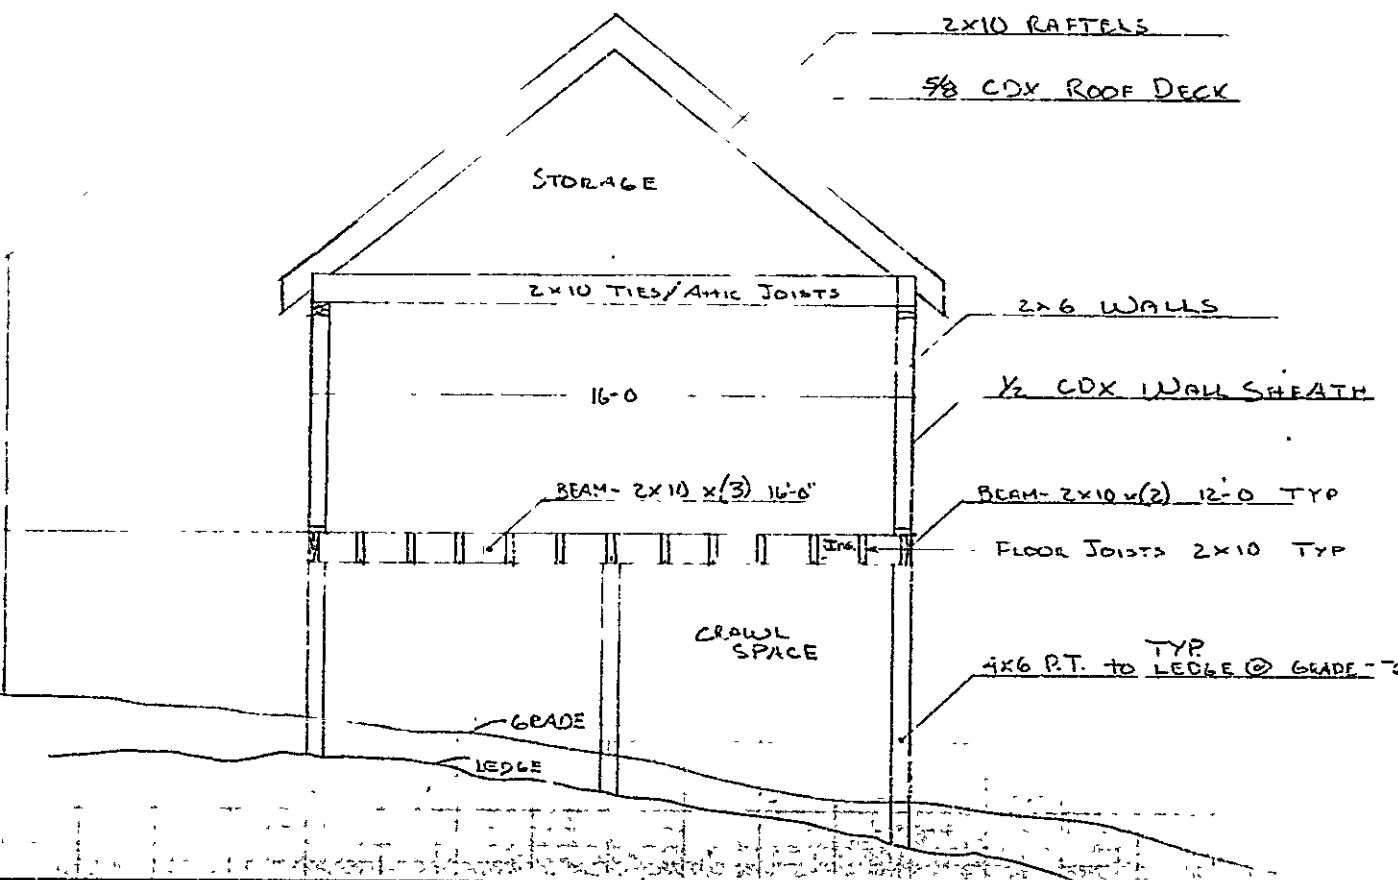 2x10 RAFTELS
5/8 CDX ROOF DECK
STORAGE
2x10 TIES/ATTIC JOISTS
2x6 WALLS
16-0
1/2 CDX WALL SHEATH
BEAM- 2x10 x(3) 16'-0"
BEAM- 2x10 x(2) 12'-0 TYP
Ins.
FLOOR JOISTS 2x10 TYP
CRAWL
SPACE
TYP.
4x6 P.T. to LEDGE @ GRADE -
GRADE
LEDGE